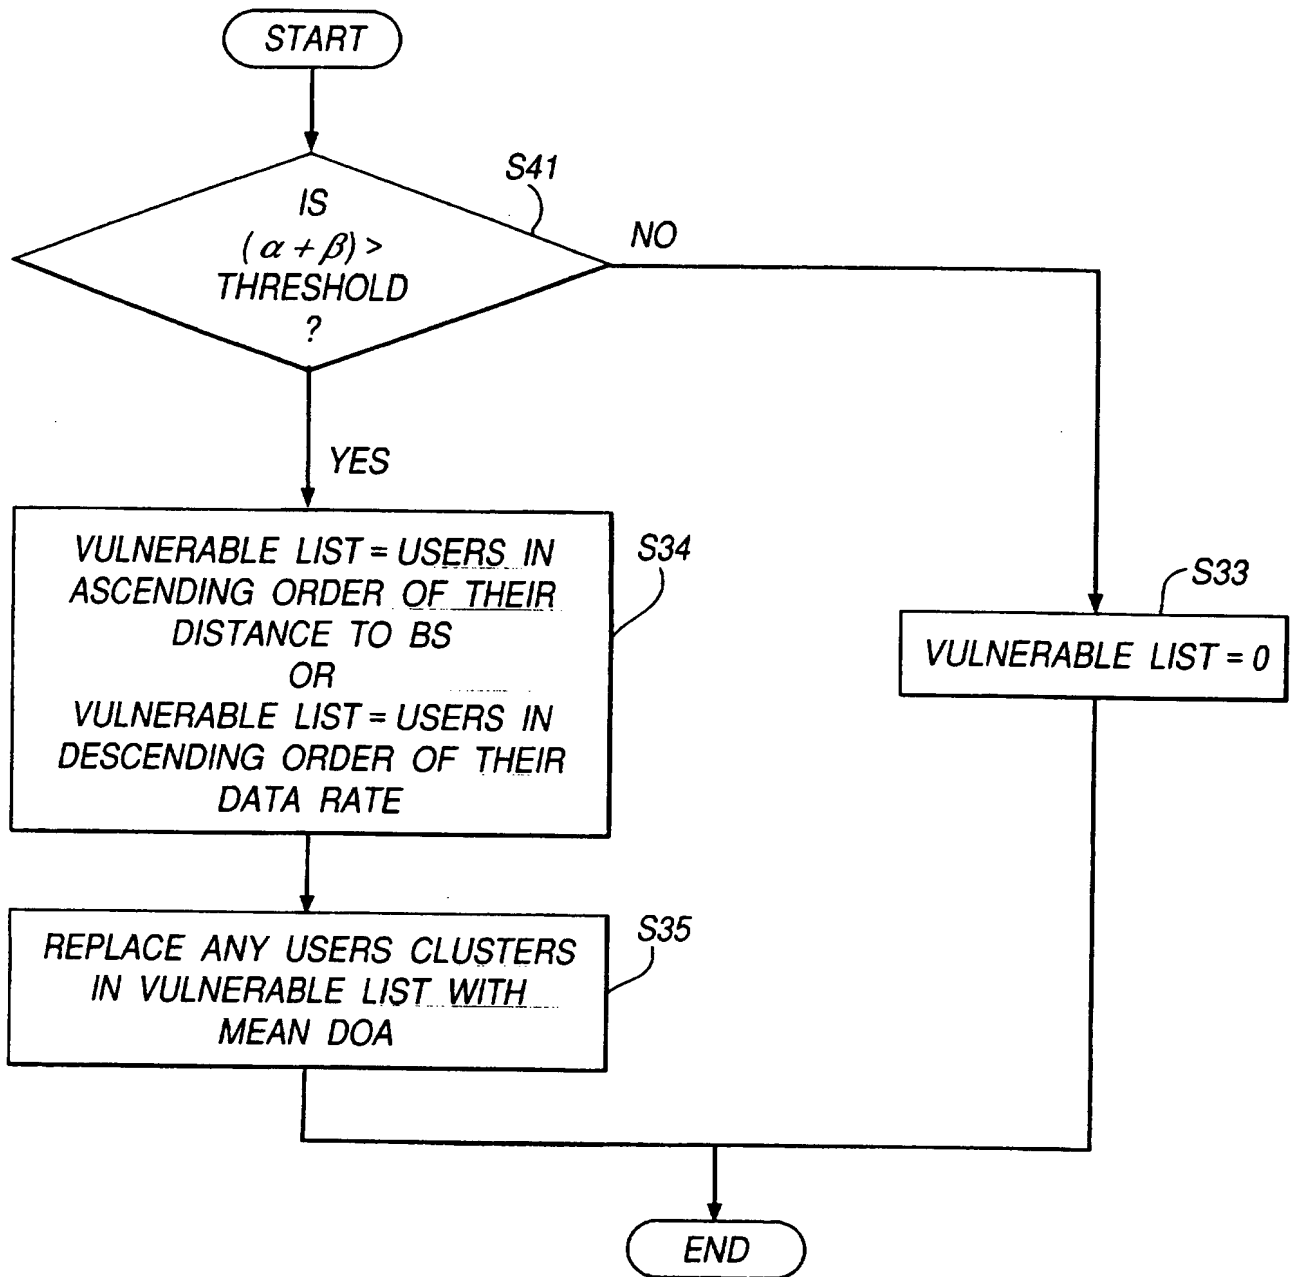 START
S41
IS
(α + β) >
THRESHOLD
?
NO
YES
VULNERABLE LIST = USERS IN
ASCENDING ORDER OF THEIR
DISTANCE TO BS
OR
VULNERABLE LIST = USERS IN
DESCENDING ORDER OF THEIR
DATA RATE
S34
S33
VULNERABLE LIST = 0
REPLACE ANY USERS CLUSTERS
IN VULNERABLE LIST WITH
MEAN DOA
S35
END